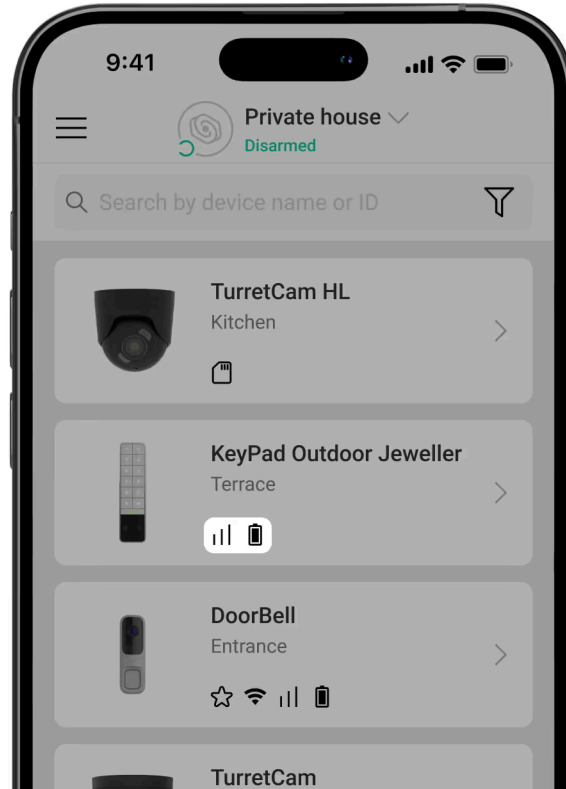 9:41
Private house
Disarmed
Search by device name or ID
TurretCam HL
Kitchen
KeyPad Outdoor Jeweller
Terrace
DoorBell
Entrance
TurretCam